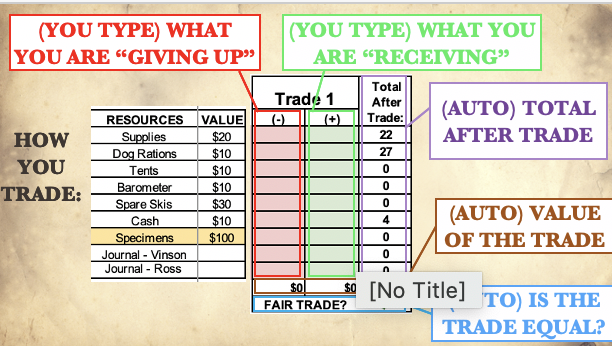 (YOU TYPE) WHAT
YOU ARE “GIVING UP”
(YOU TYPE) WHAT YOU
ARE “RECEIVING”
HOW
YOU
TRADE:
RESOURCES VALUE
Supplies $20
Dog Rations $10
Tents $10
Barometer $10
Spare Skis $30
Cash $10
Specimens $100
Journal - Vinson
Journal - Ross
Trade 1
(-) (+)
Total
After
Trade:
22
27
0
0
0
4
0
0
0
$0 $0
FAIR TRADE?
(AUTO) TOTAL
AFTER TRADE
(AUTO) VALUE
OF THE TRADE
[No Title]
IS THE
TRADE EQUAL?